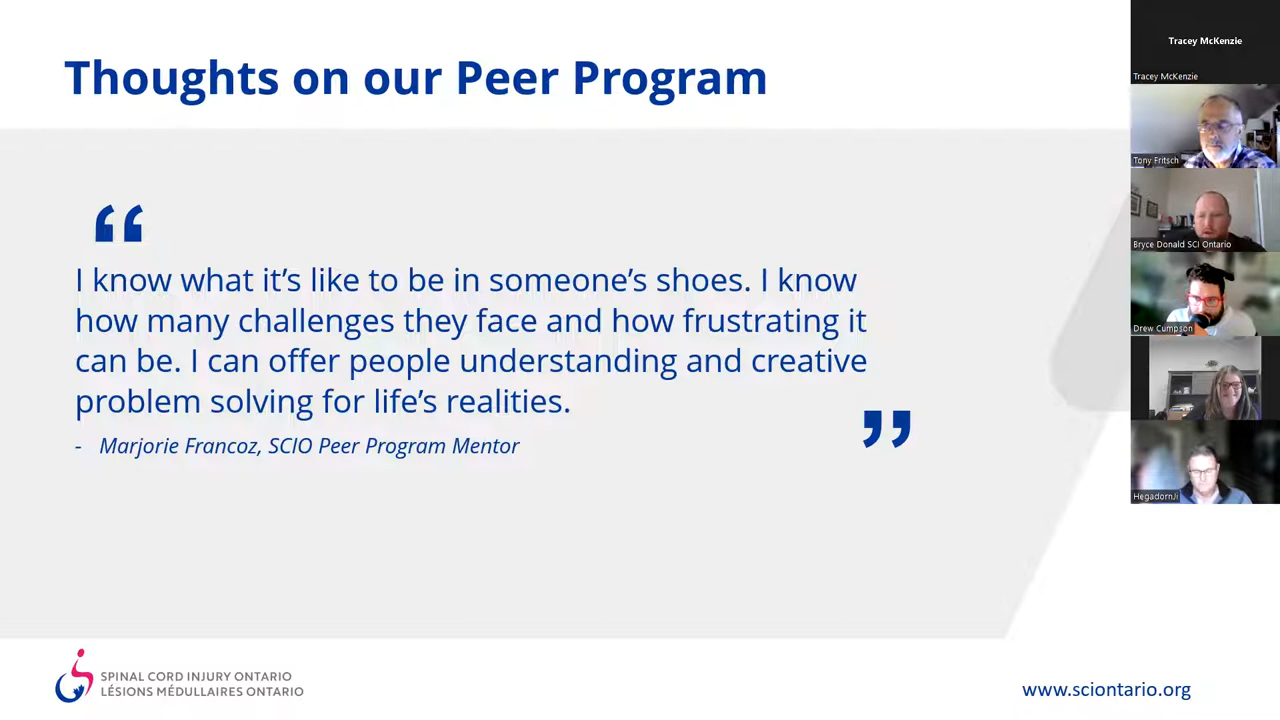 Thoughts on our Peer Program
“
I know what it’s like to be in someone’s shoes. I know
how many challenges they face and how frustrating it
can be. I can offer people understanding and creative
problem solving for life’s realities.
”
- Marjorie Francoz, SCIO Peer Program Mentor
SPINAL CORD INJURY ONTARIO
LÉSIONS MÉDULLAIRES ONTARIO
www.sciontario.org
Tracey McKenzie
Tracey McKenzie
Tony Fritsch
Bryce Donald SCI Ontario
Drew Cumpson
HegadornJi